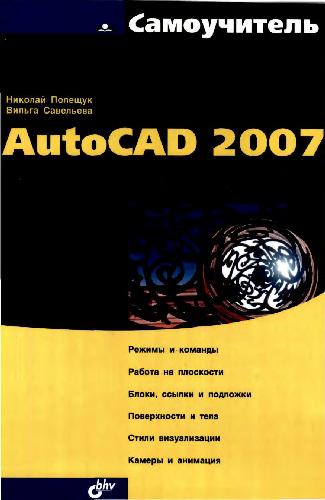 Самоучитель
Николай Полещук
Вильга Савельева
AutoCAD 2007
Режимы и команды
Работа на плоскости
Блоки, ссылки и подложки
Поверхности и тела
Стили визуализации
Камеры и анимация
bhv